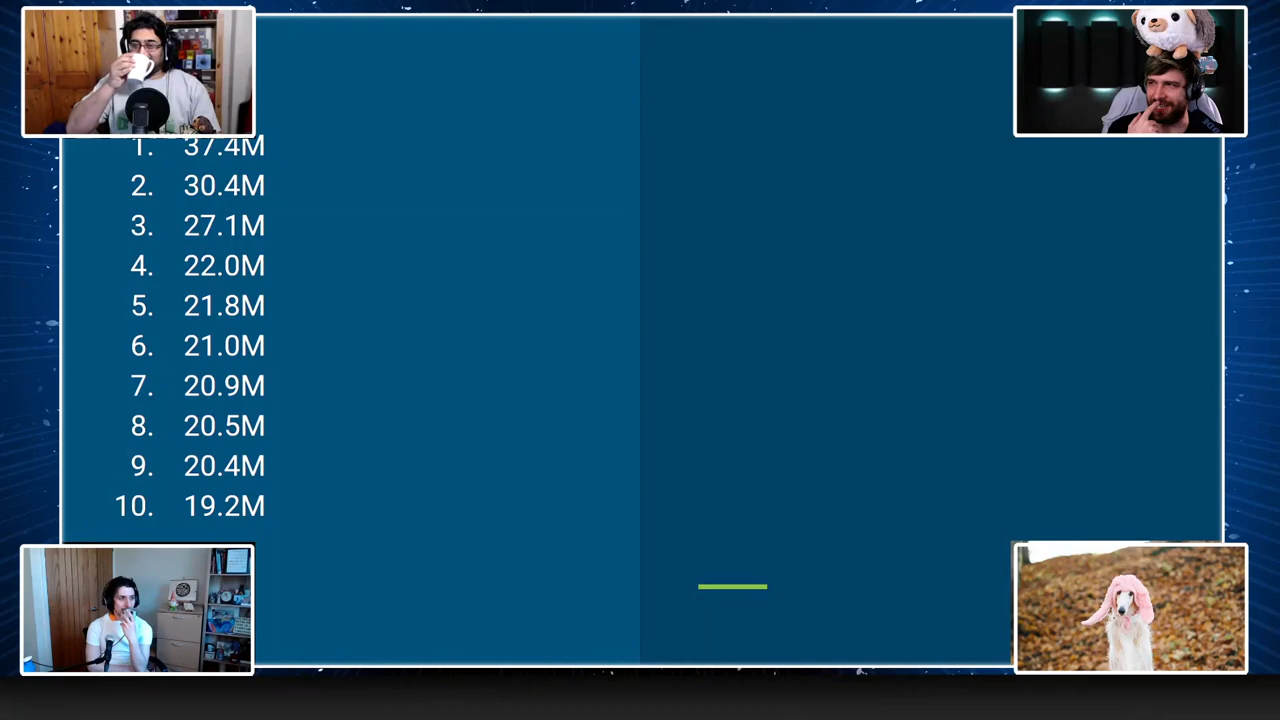 1. 37.4M
2. 30.4M
3. 27.1M
4. 22.0M
5. 21.8M
6. 21.0M
7. 20.9M
8. 20.5M
9. 20.4M
10. 19.2M